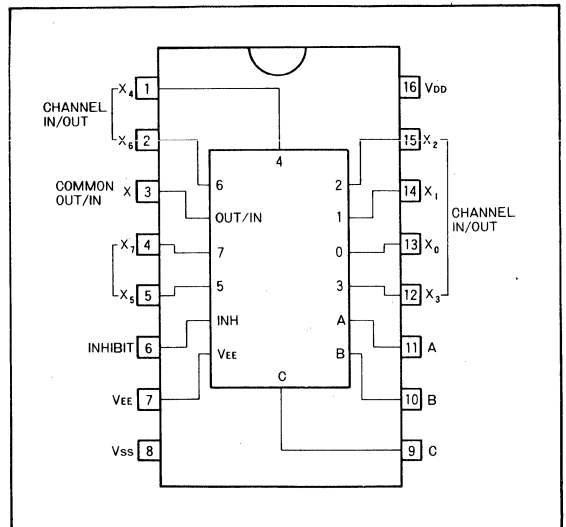 X4 1
CHANNEL
IN/OUT
X6 2
COMMON X 3
OUT/IN
X7 4
X5 5
INHIBIT 6
VEE 7
VSS 8
4
6
OUT/IN
7
5
INH
VEE
C
2
1
0
3
A
B
16 VDD
15 X2
14 X1
CHANNEL
IN/OUT
13 X0
12 X3
11 A
10 B
9 C